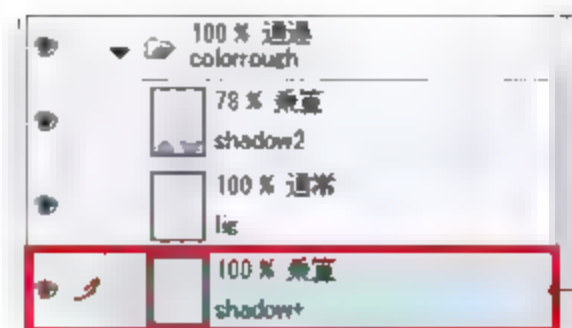 100 % 通過
colorrough
78 % 乗算
shadow2
100 % 通常
lig
100 % 乗算
shadow+